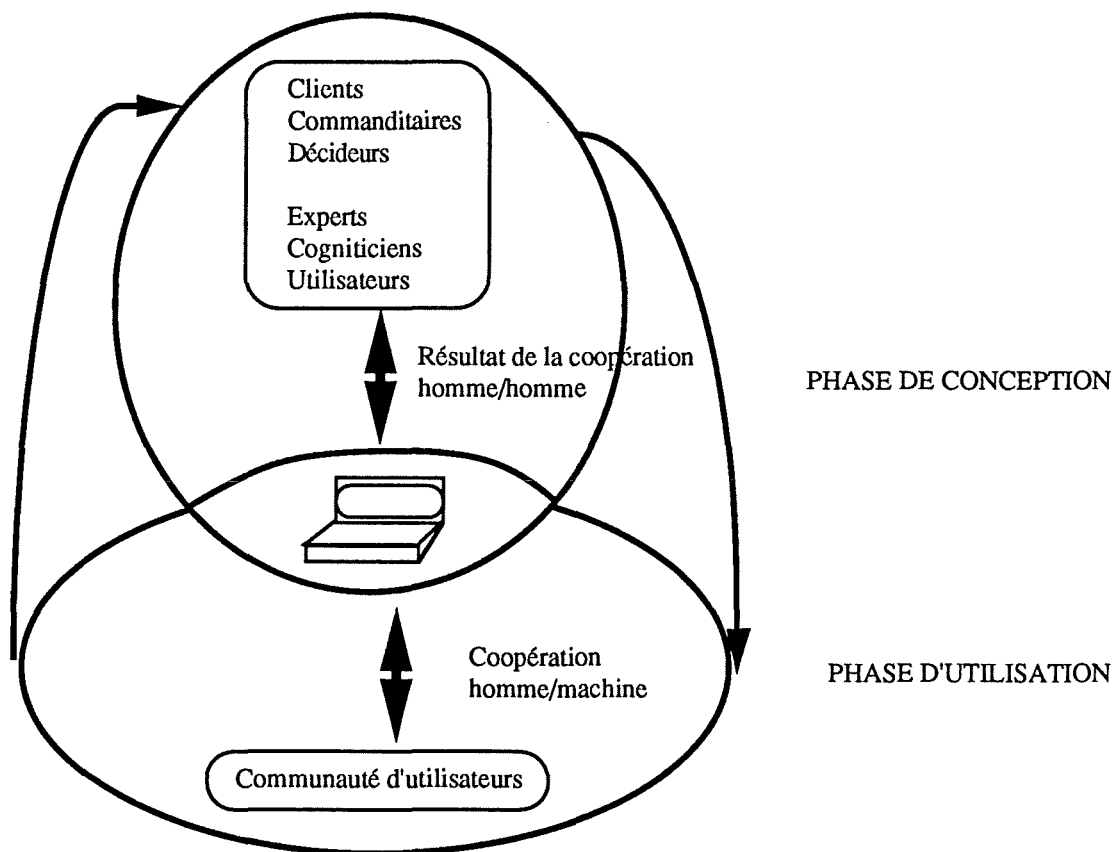 Clients
Commanditaires
Décideurs
Experts
Cogniticiens
Utilisateurs
Résultat de la coopération
homme/homme
PHASE DE CONCEPTION
Coopération
homme/machine
PHASE D'UTILISATION
Communauté d'utilisateurs